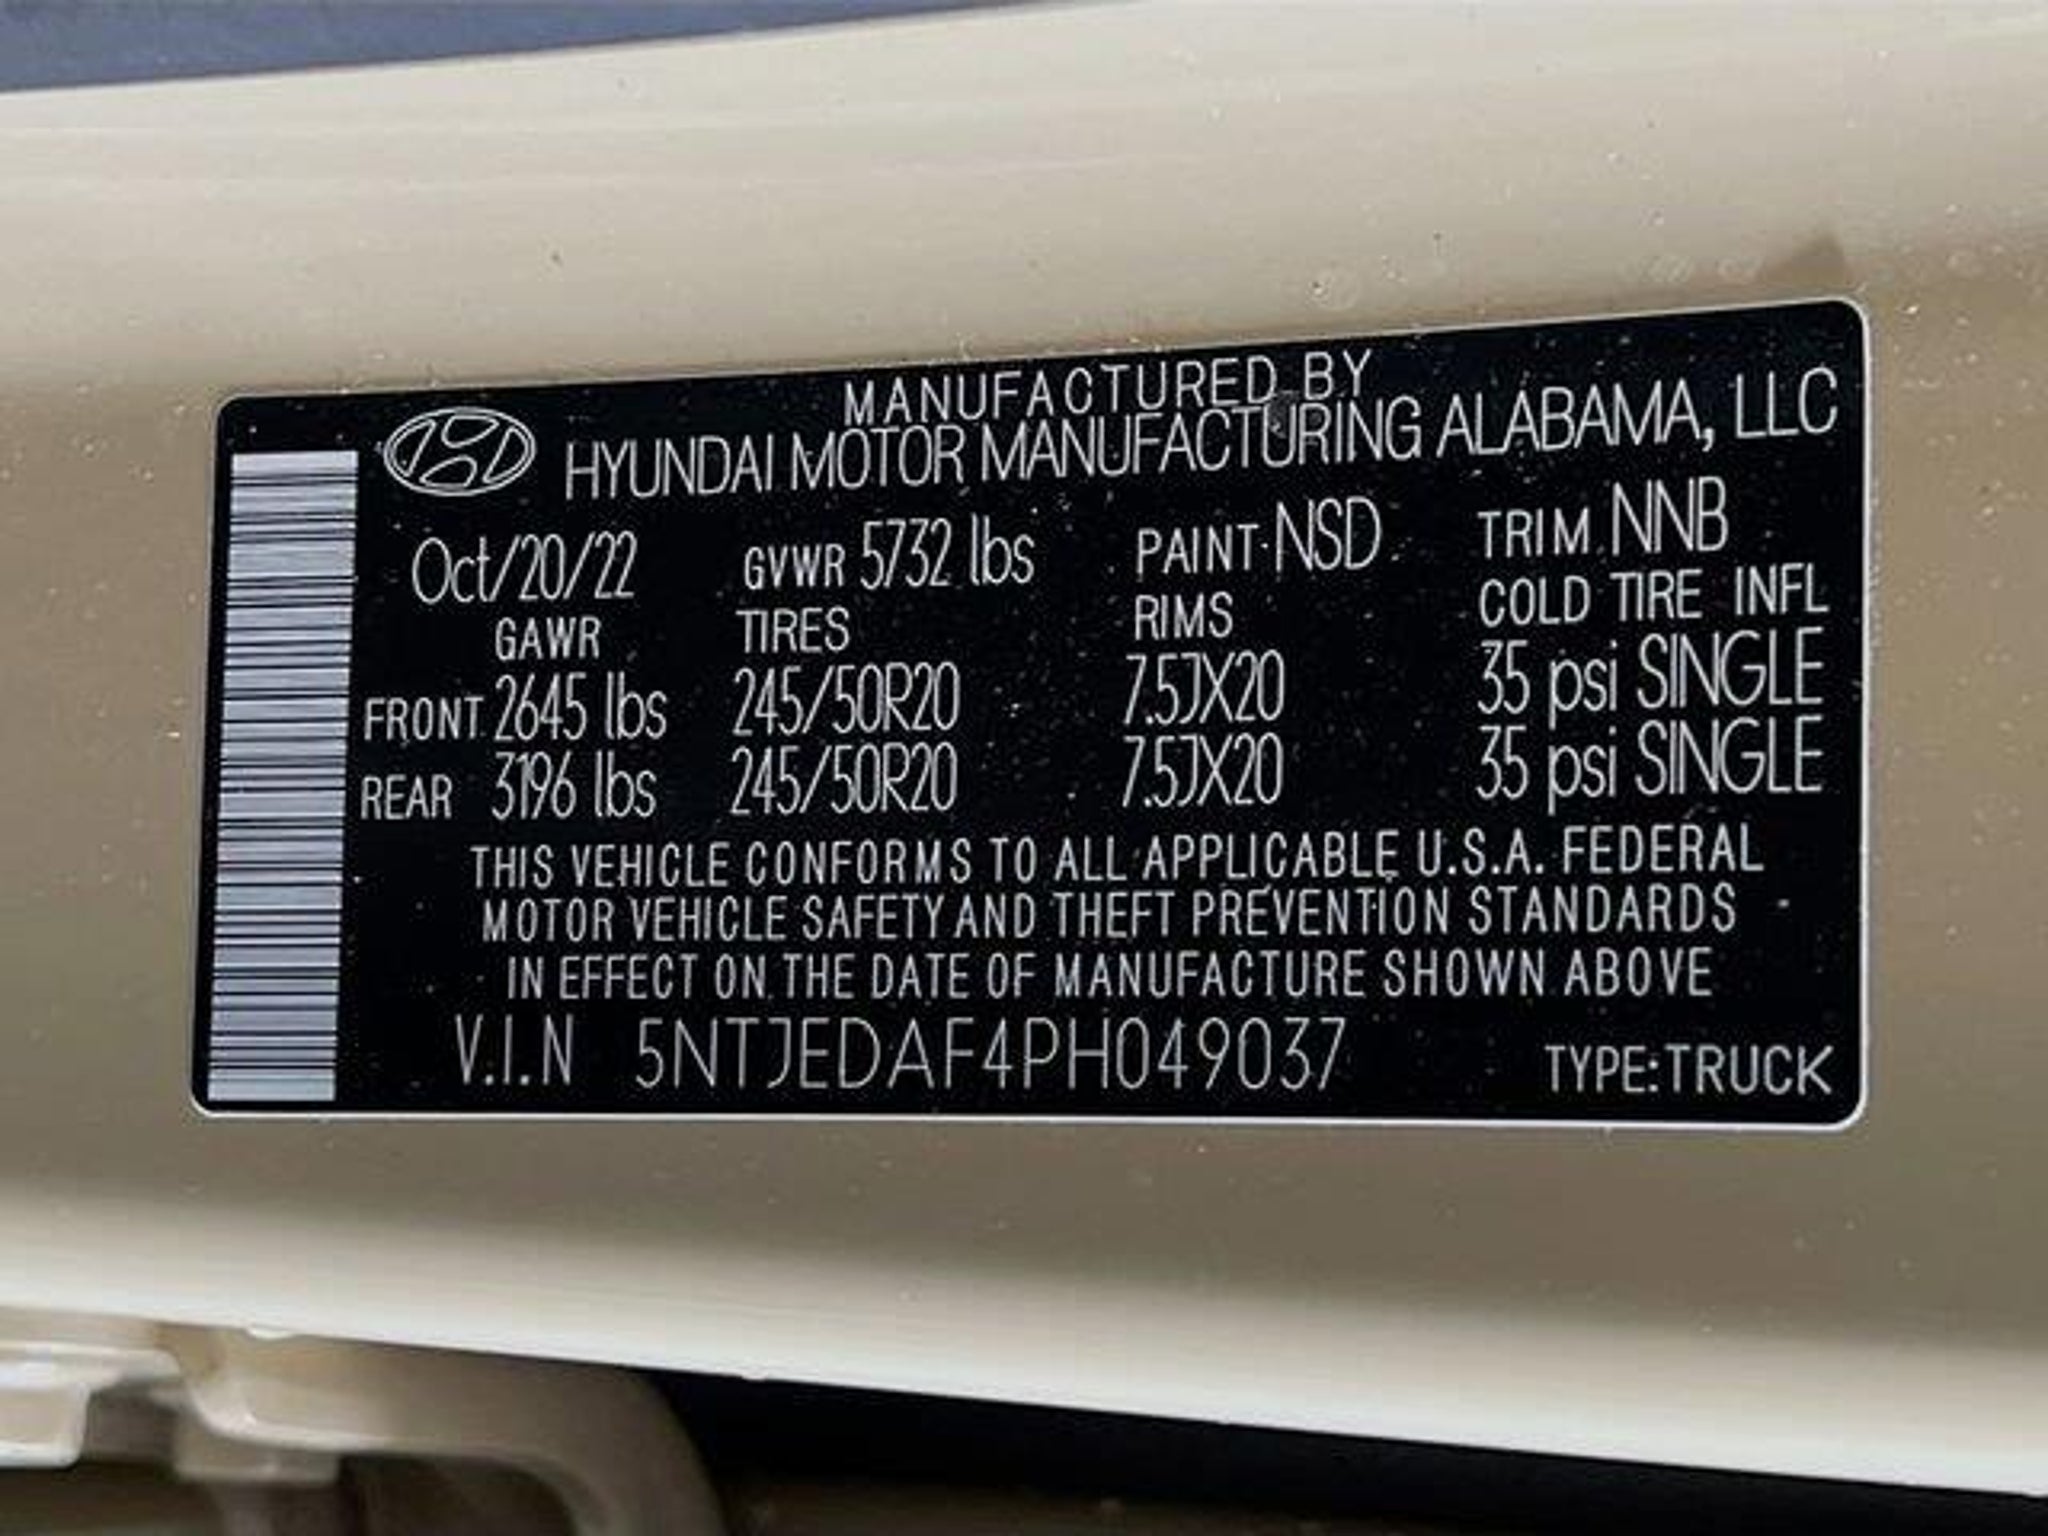 MANUFACTURED BY
HYUNDAI MOTOR MANUFACTURING ALABAMA, LLC
Oct/20/22 GVWR 5732 lbs PAINT NSD TRIM NNB
GAWR TIRES RIMS COLD TIRE INFL
FRONT 2645 lbs 245/50R20 7.5JX20 35 psi SINGLE
REAR 3196 lbs 245/50R20 7.5JX20 35 psi SINGLE
THIS VEHICLE CONFORMS TO ALL APPLICABLE U.S.A. FEDERAL
MOTOR VEHICLE SAFETY AND THEFT PREVENTION STANDARDS
IN EFFECT ON THE DATE OF MANUFACTURE SHOWN ABOVE
V.I.N 5NTJEDAF4PH049037 TYPE:TRUCK